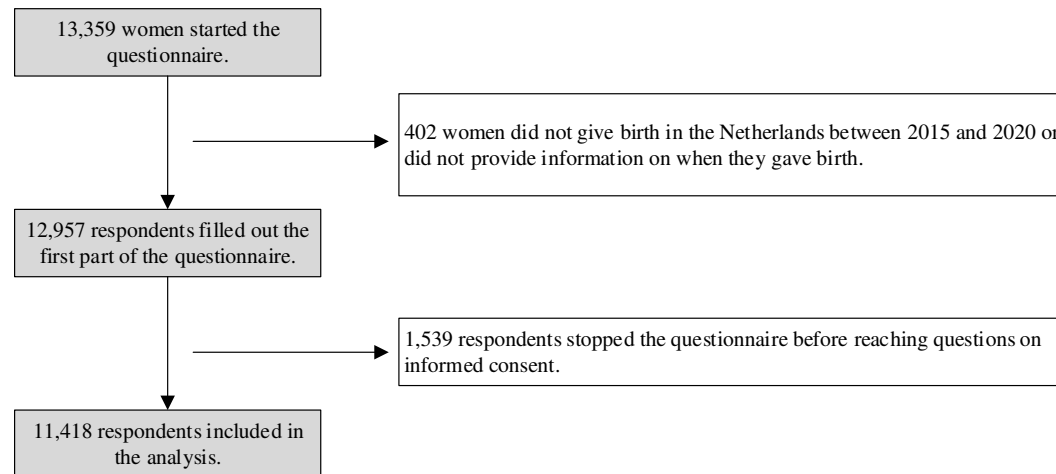 13,359 women started the
questionnaire.
402 women did not give birth in the Netherlands between 2015 and 2020 or
did not provide information on when they gave birth.
12,957 respondents filled out the
first part of the questionnaire.
1,539 respondents stopped the questionnaire before reaching questions on
informed consent.
11,418 respondents included in
the analysis.